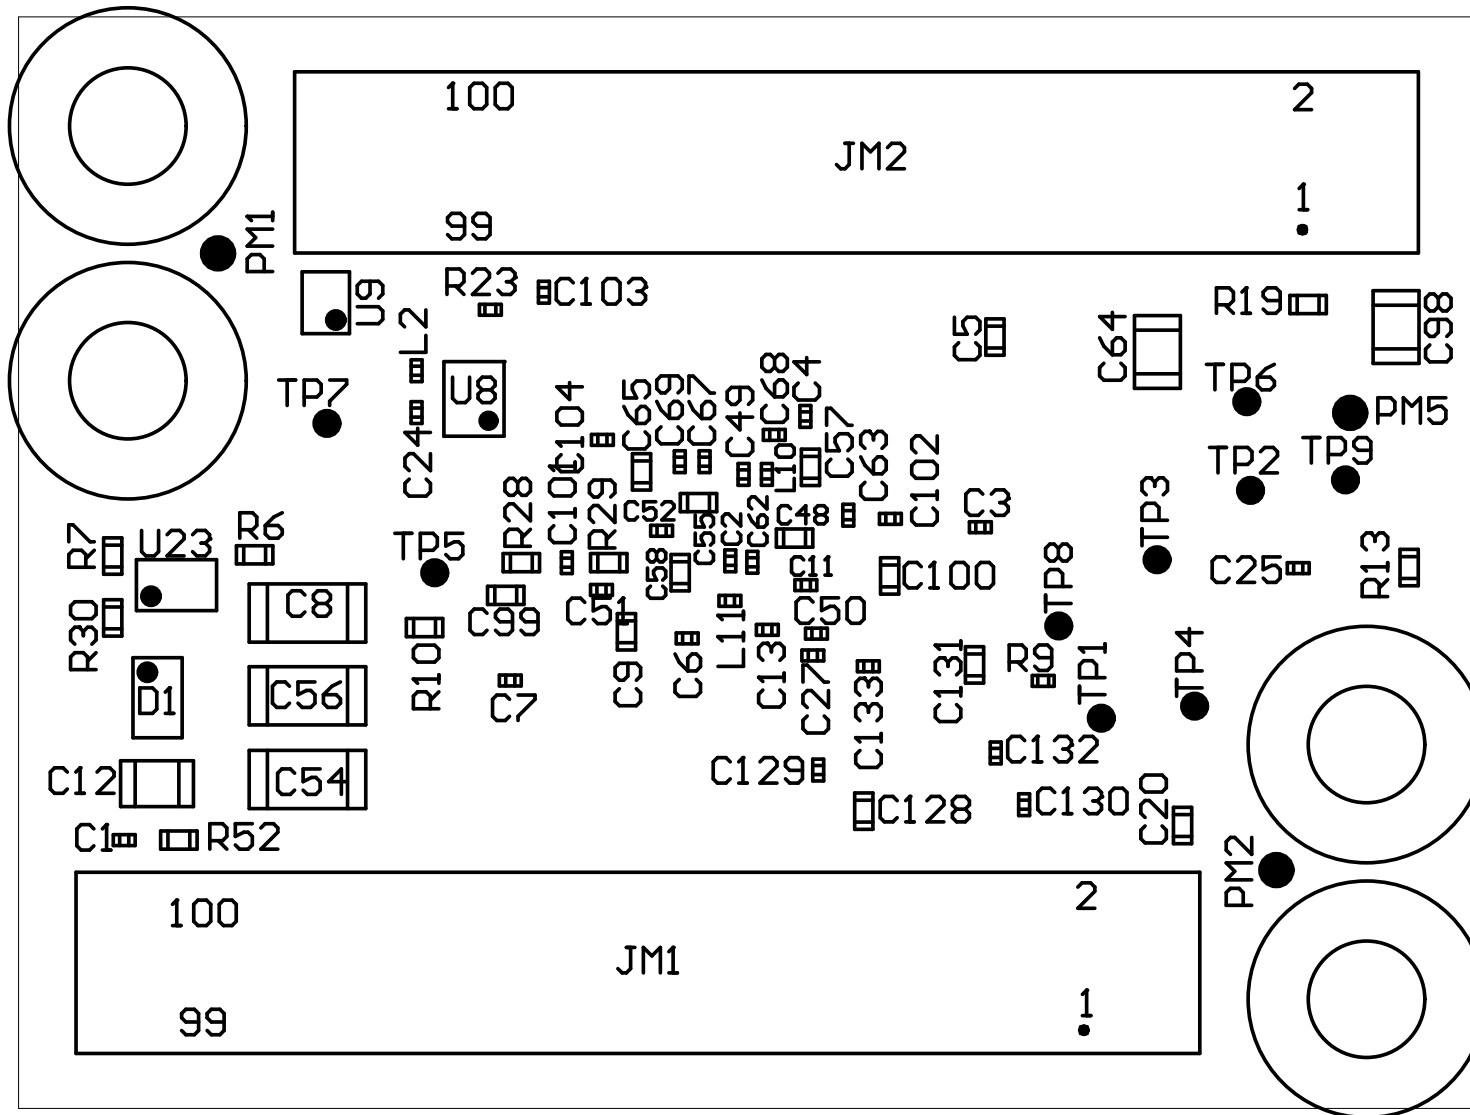 100
2
JM2
1
99
PM1
R23
C103
U9
L2
C5
C64
R19
C98
TP7
U8
C104
C65
C69
C67
C49
C68
C4
C57
C63
C102
TP6
PM5
TP9
TP2
C24
L10
C101
R28
R29
C52
C55
C2
C62
C48
C3
TP3
R7
U23
R6
TP5
C58
C11
C100
TP8
C25
R13
R30
C8
C99
C51
C50
R10
C9
C6
L11
C13
C27
C133
C131
R9
TP1
TP4
D1
C56
C7
C12
C54
C129
C132
C128
C130
C20
C1
R52
PM2
100
2
JM1
1
99